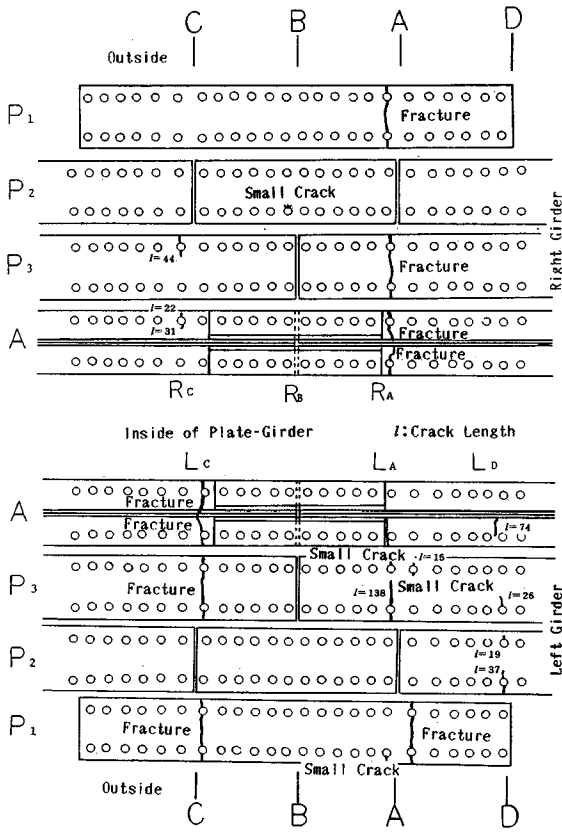 C B A D
Outside
P1 Fracture
P2 Small Crack
P3 l=44 Fracture
l=22
A l=31 Fracture
Fracture
Right Girder
RC RB RA
Inside of Plate-Girder l:Crack Length
LC LA LD
A Fracture
Fracture l=74
Small Crack l=15
P3 Fracture l=138 Small Crack
l=26
P2 l=19
l=37
Left Girder
P1 Fracture Fracture
Small Crack
Outside
C B A D